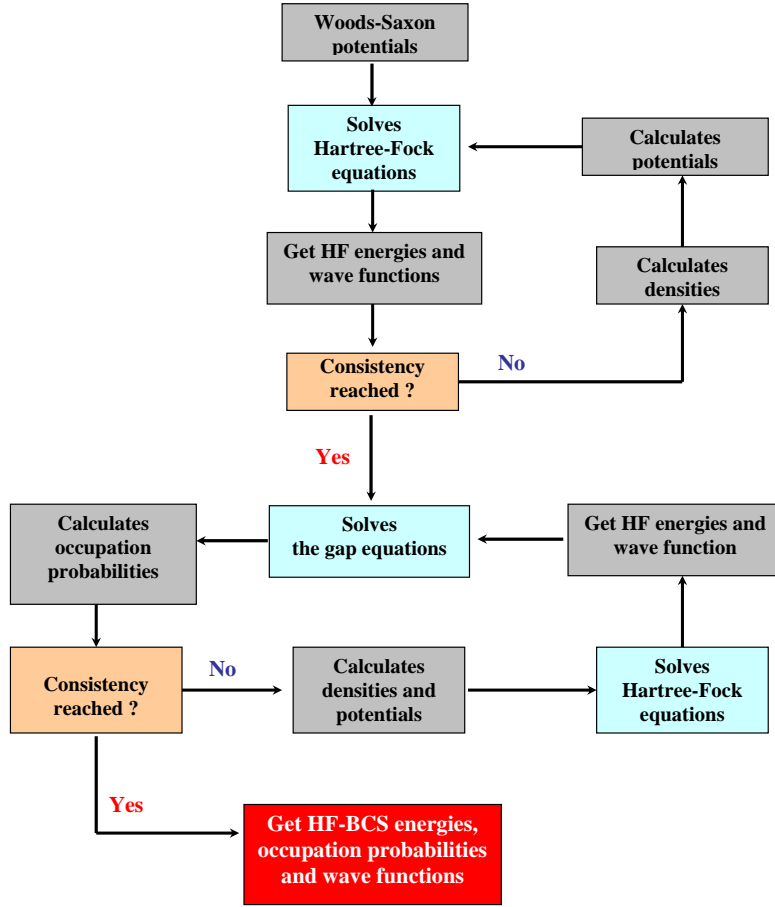 Woods-Saxon
potentials
Solves
Hartree-Fock
equations
Calculates
potentials
Get HF energies and
wave functions
Calculates
densities
Consistency
reached ?
No
Yes
Calculates
occupation
probabilities
Solves
the gap equations
Get HF energies and
wave function
Consistency
reached ?
No
Calculates
densities and
potentials
Solves
Hartree-Fock
equations
Yes
Get HF-BCS energies,
occupation probabilities
and wave functions